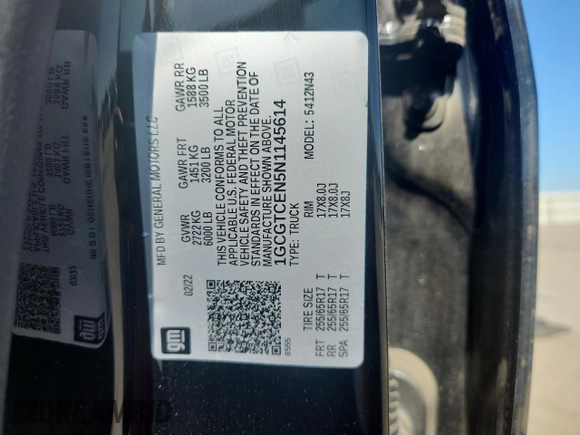 MFD BY GENERAL MOTORS LLC
02/22
GVWR GAWR FRT GAWR RR
2722 KG 1451 KG 1588 KG
6000 LB 3200 LB 3500 LB
THIS VEHICLE CONFORMS TO ALL
APPLICABLE U.S. FEDERAL MOTOR
VEHICLE SAFETY AND THEFT PREVENTION
STANDARDS IN EFFECT ON THE DATE OF
MANUFACTURE SHOWN ABOVE.
1GCGTCEN5N1145614
TYPE: TRUCK MODEL: 5412N43
gm
TIRE SIZE RIM
FRT 255/65R17 T 17X8.0J
RR 255/65R17 T 17X8.0J
SPA 255/65R17 T 17X8J